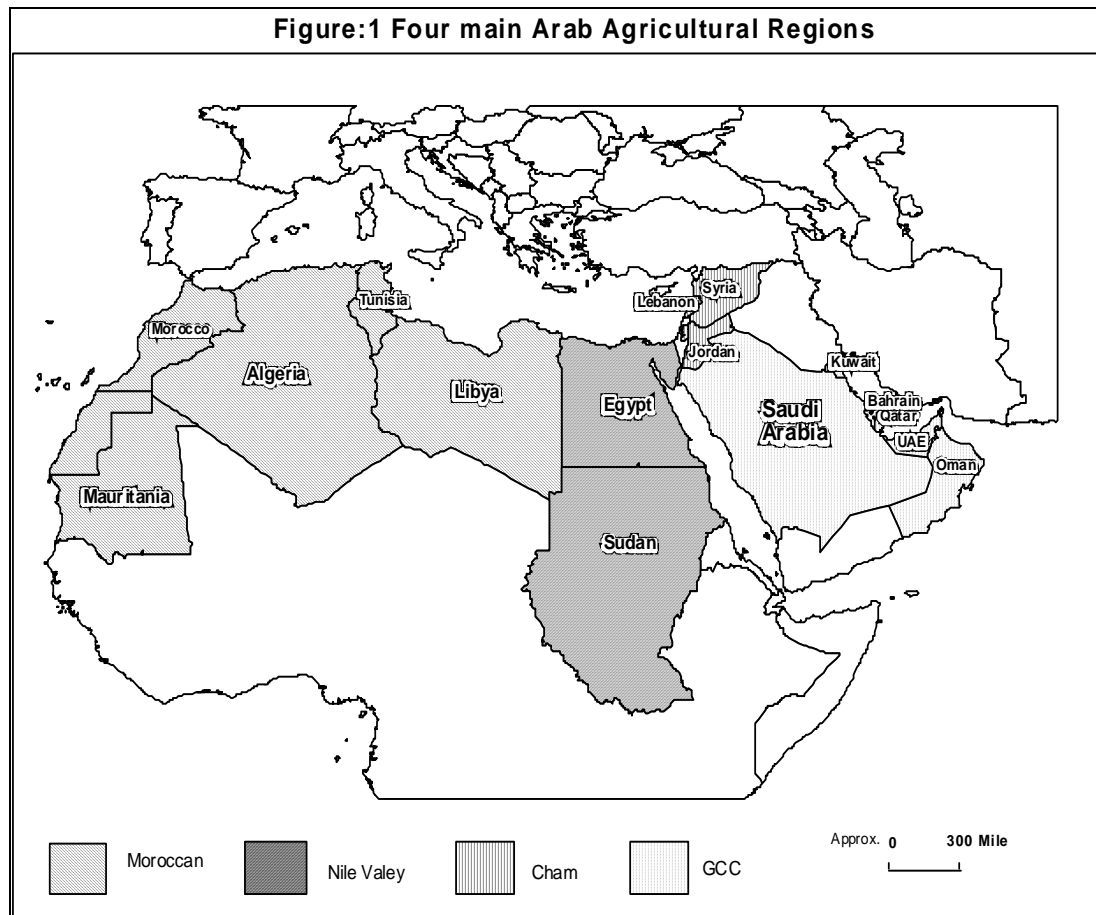 Figure:1 Four main Arab Agricultural Regions
Tunisia
Morocco
Algeria
Libya
Mauritania
Egypt
Sudan
Lebanon
Syria
Jordan
Kuwait
Bahrain
Qatar
UAE
Saudi
Arabia
Oman
Moroccan
Nile Valey
Cham
GCC
Approx. 0 300 Mile